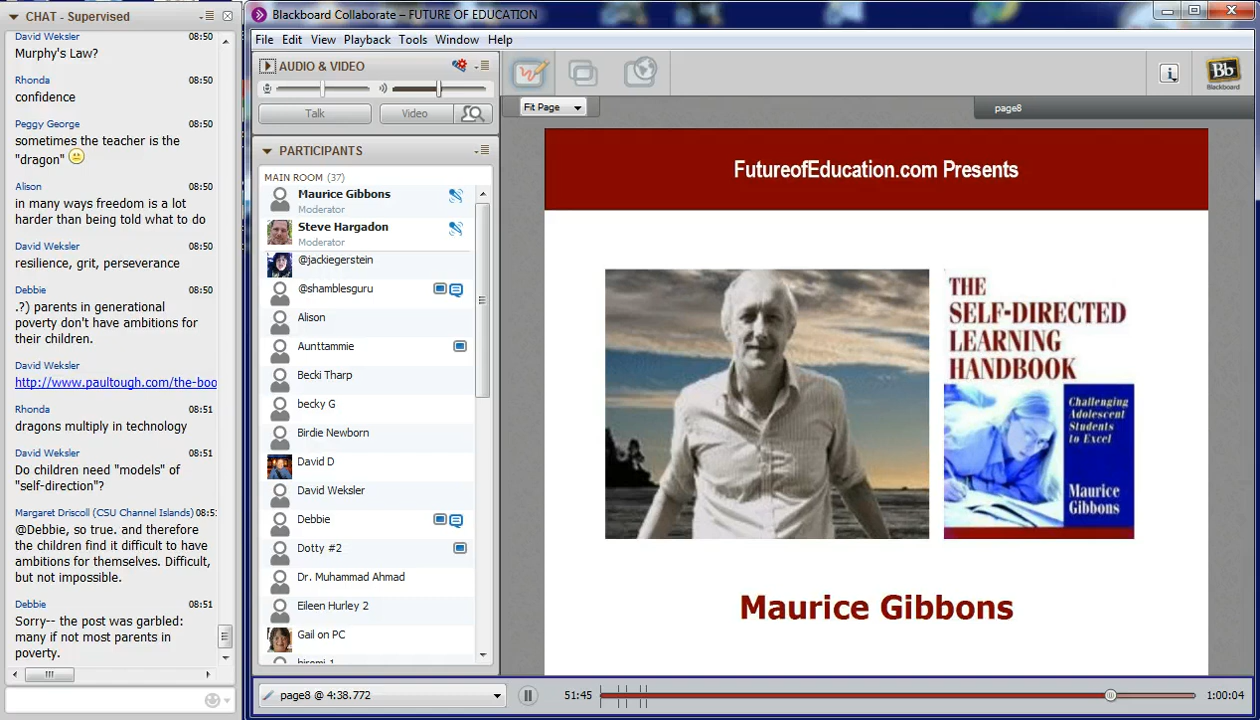 CHAT - Supervised
David Weksler 08:50
Murphy's Law?
Rhonda 08:50
confidence
Peggy George 08:50
sometimes the teacher is the
"dragon"
Alison 08:50
in many ways freedom is a lot
harder than being told what to do
David Weksler 08:50
resilience, grit, perseverance
Debbie 08:50
.?) parents in generational
poverty don't have ambitions for
their children.
David Weksler 08:51
http://www.paultough.com/the-boo
Rhonda 08:51
dragons multiply in technology
David Weksler 08:51
Do children need "models" of
"self-direction"?
Margaret Driscoll (CSU Channel Islands) 08:51
@Debbie, so true. and therefore
the children find it difficult to have
ambitions for themselves. Difficult,
but not impossible.
Debbie 08:51
Sorry-- the post was garbled:
many if not most parents in
poverty.
Blackboard Collaborate – FUTURE OF EDUCATION
File Edit View Playback Tools Window Help
AUDIO & VIDEO
Talk Video
PARTICIPANTS
MAIN ROOM (37)
Maurice Gibbons
Moderator
Steve Hargadon
Moderator
@jackiegerstein
@shamblesguru
Alison
Aunttammie
Becki Tharp
becky G
Birdie Newborn
David D
David Weksler
Debbie
Dotty #2
Dr. Muhammad Ahmad
Eileen Hurley 2
Gail on PC
hiromi 1
Fit Page
page8
Bb
Blackboard
FutureofEducation.com Presents
THE
SELF-DIRECTED
LEARNING
HANDBOOK
Challenging
Adolescent
Students
to Excel
Maurice
Gibbons
Maurice Gibbons
page8 @ 4:38.772
51:45
1:00:04